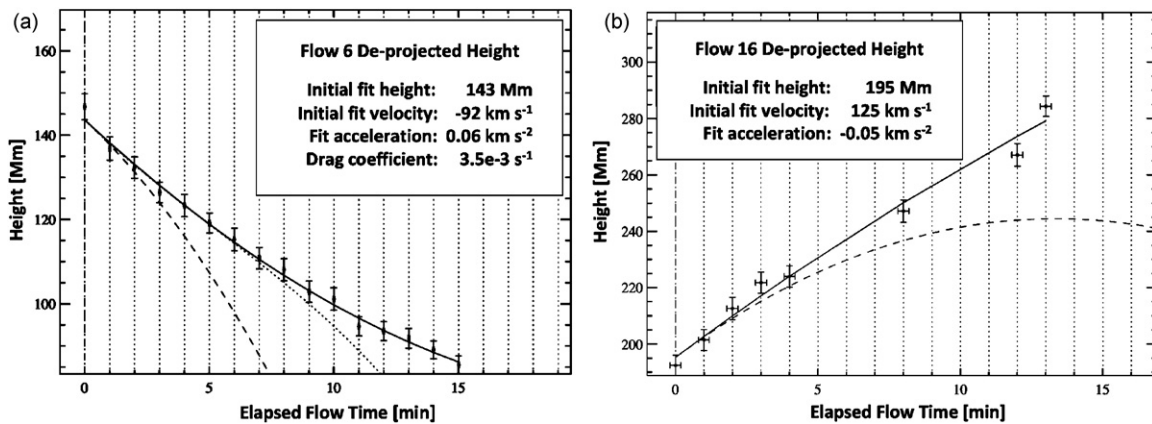 (a)
160
140
120
100
Height [Mm]
Flow 6 De-projected Height
Initial fit height: 143 Mm
Initial fit velocity: -92 km s⁻¹
Fit acceleration: 0.06 km s⁻²
Drag coefficient: 3.5e-3 s⁻¹
0 5 10 15
Elapsed Flow Time [min]
(b)
300
280
260
240
220
200
Height [Mm]
Flow 16 De-projected Height
Initial fit height: 195 Mm
Initial fit velocity: 125 km s⁻¹
Fit acceleration: -0.05 km s⁻²
0 5 10 15
Elapsed Flow Time [min]